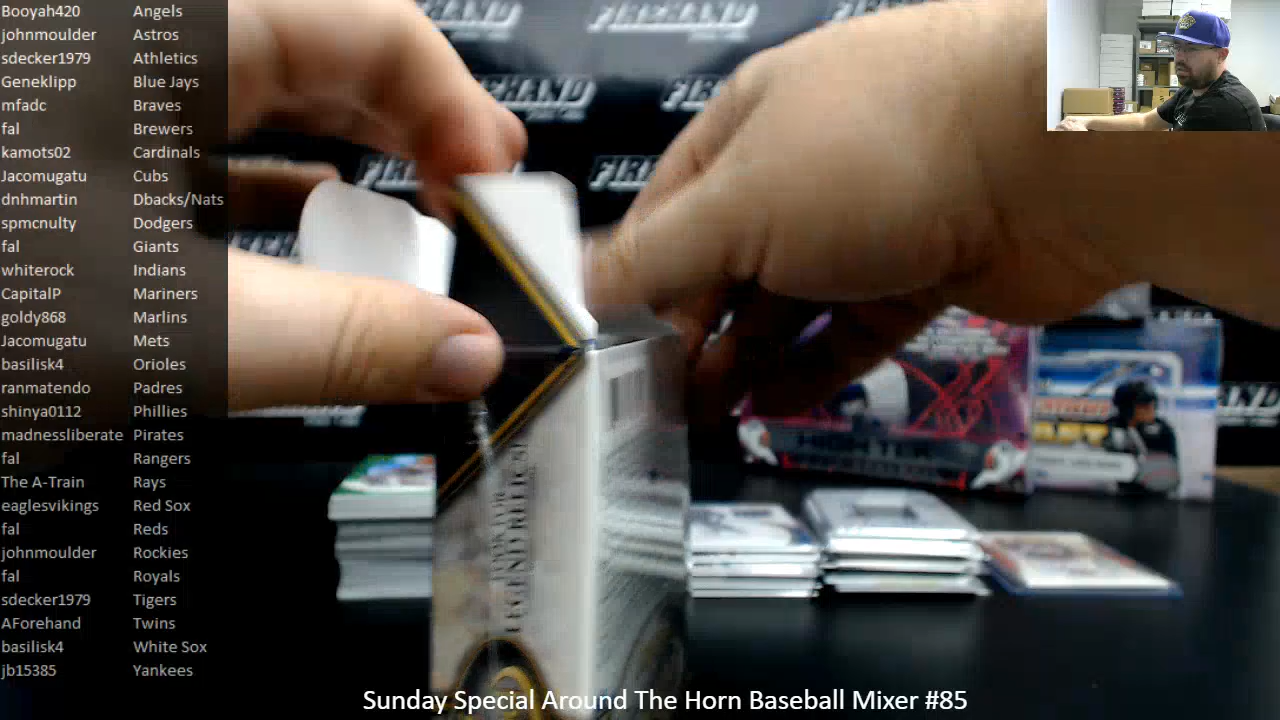 Booyah420 Angels
johnmoulder Astros
sdecker1979 Athletics
Geneklipp Blue Jays
mfadc Braves
fal Brewers
kamots02 Cardinals
Jacomugatu Cubs
dnhmartin Dbacks/Nats
spmcnulty Dodgers
fal Giants
whiterock Indians
CapitalP Mariners
goldy868 Marlins
Jacomugatu Mets
basilisk4 Orioles
ranmatendo Padres
shinya0112 Phillies
madnessliberate Pirates
fal Rangers
The A-Train Rays
eaglesvikings Red Sox
fal Reds
johnmoulder Rockies
fal Royals
sdecker1979 Tigers
AForehand Twins
basilisk4 White Sox
jb15385 Yankees
FIREHAND
Sunday Special Around The Horn Baseball Mixer #85